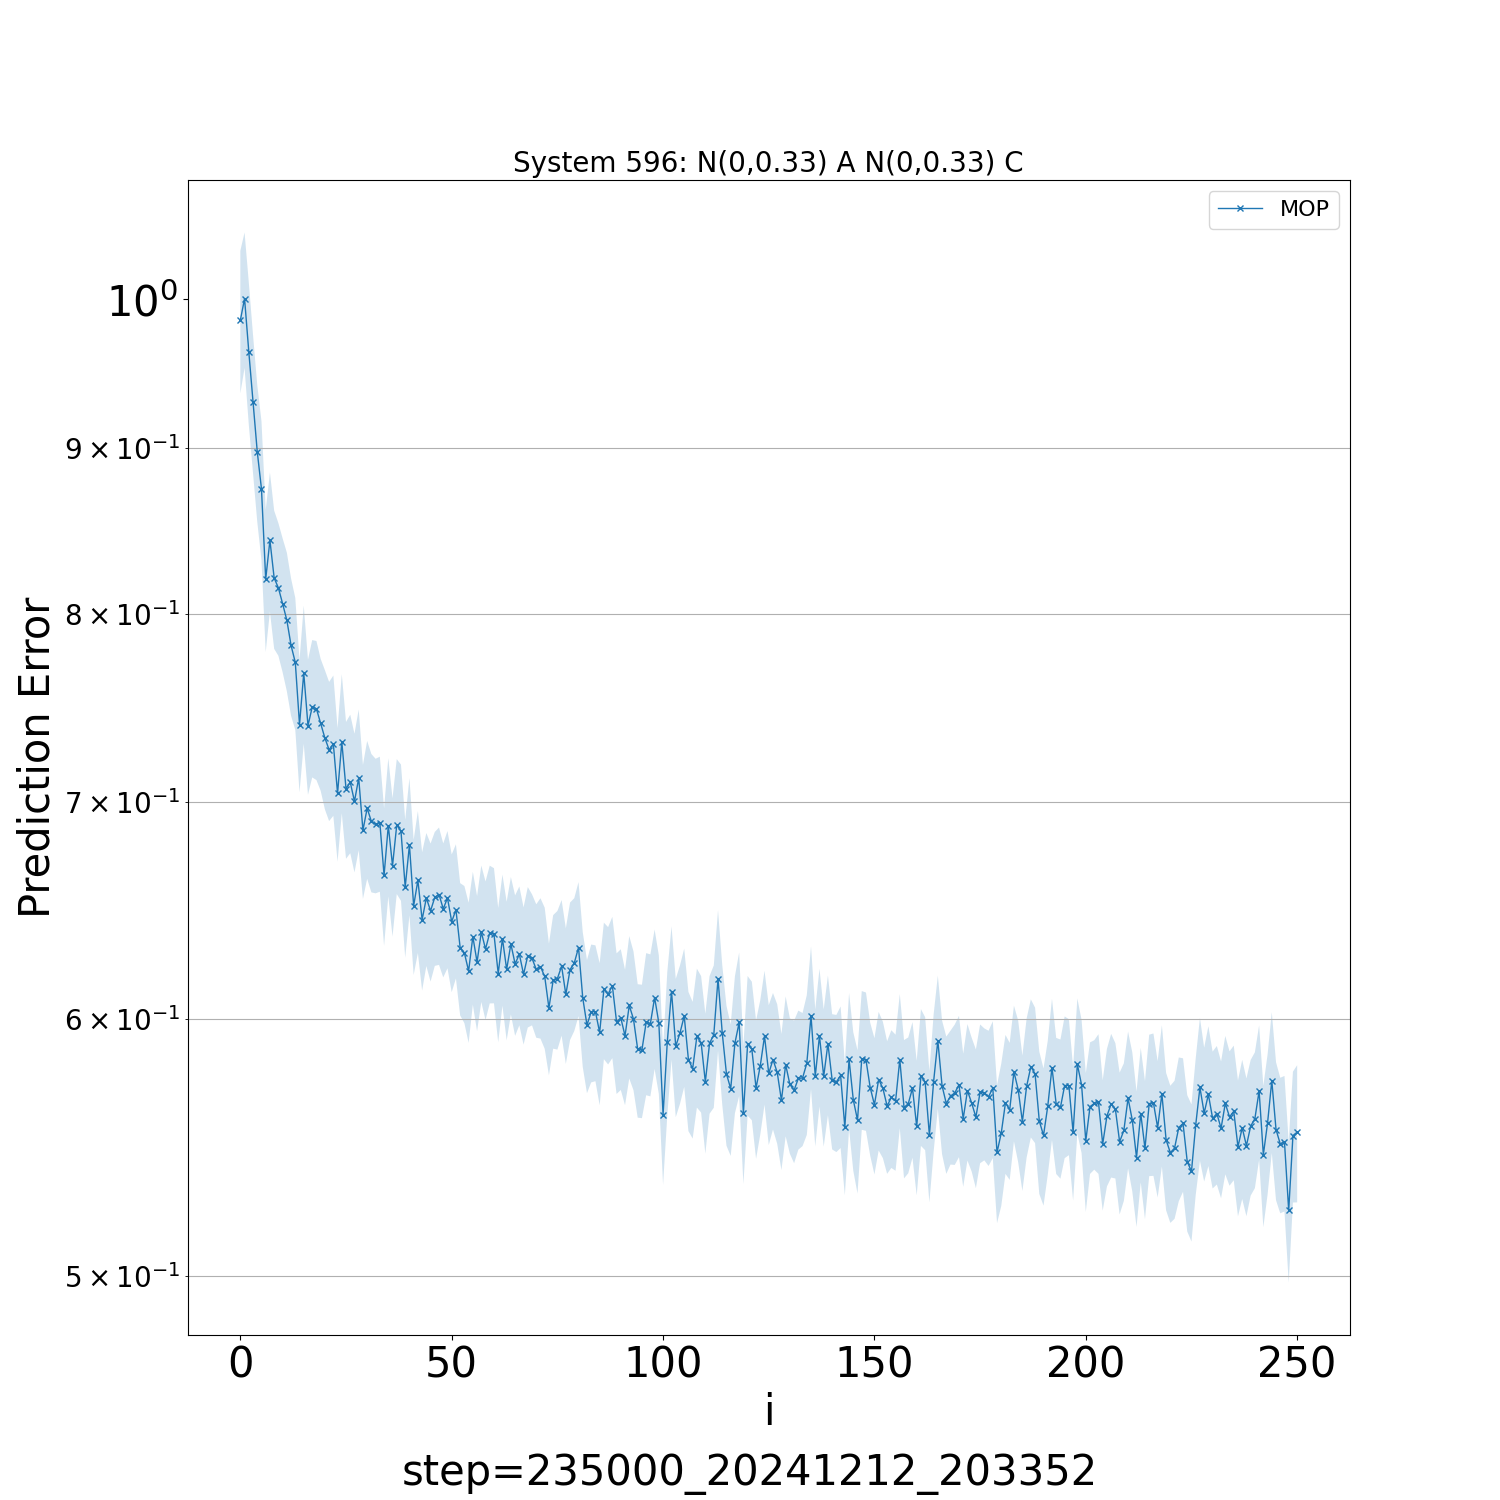 System 596: N(0,0.33) A N(0,0.33) C
MOP
10⁰
9 × 10⁻¹
8 × 10⁻¹
7 × 10⁻¹
6 × 10⁻¹
5 × 10⁻¹
Prediction Error
0 50 100 150 200 250
i
step=235000_20241212_203352